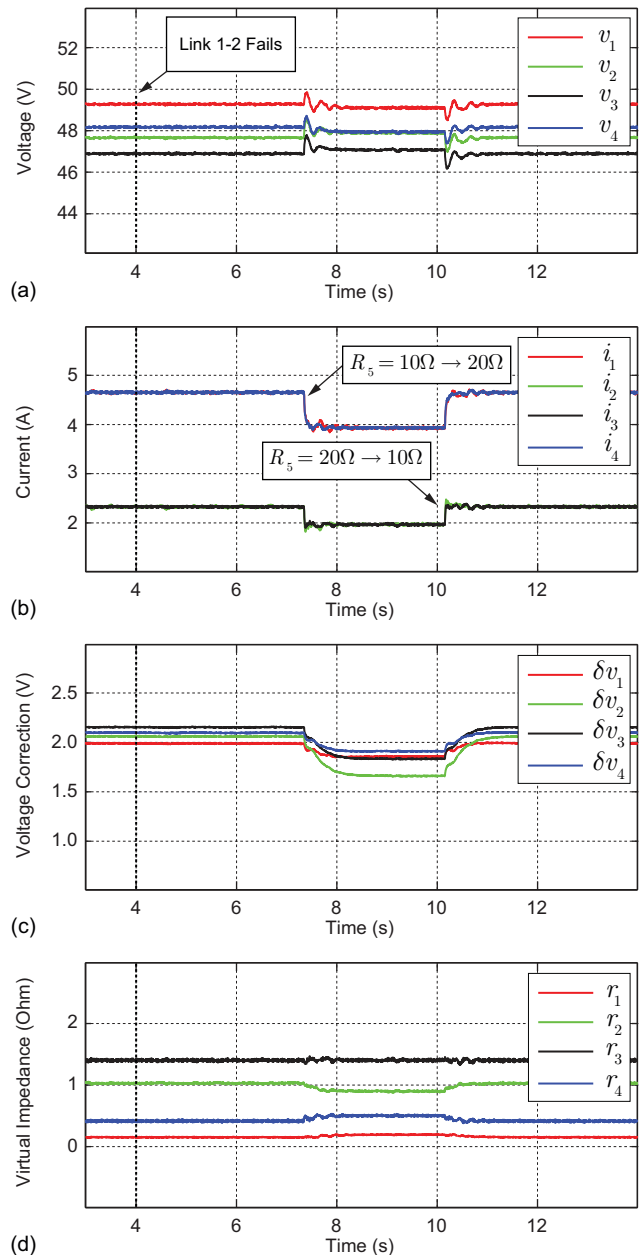 Voltage (V)
52
50
48
46
44
4
6
8
10
12
Time (s)
Link 1-2 Fails
v₁
v₂
v₃
v₄
(a)
Current (A)
5
4
3
2
4
6
8
10
12
Time (s)
R₅ = 10Ω → 20Ω
R₅ = 20Ω → 10Ω
i₁
i₂
i₃
i₄
(b)
Voltage Correction (V)
2.5
2.0
1.5
1.0
4
6
8
10
12
Time (s)
δv₁
δv₂
δv₃
δv₄
(c)
Virtual Impedance (Ohm)
2
1
0
4
6
8
10
12
Time (s)
r₁
r₂
r₃
r₄
(d)